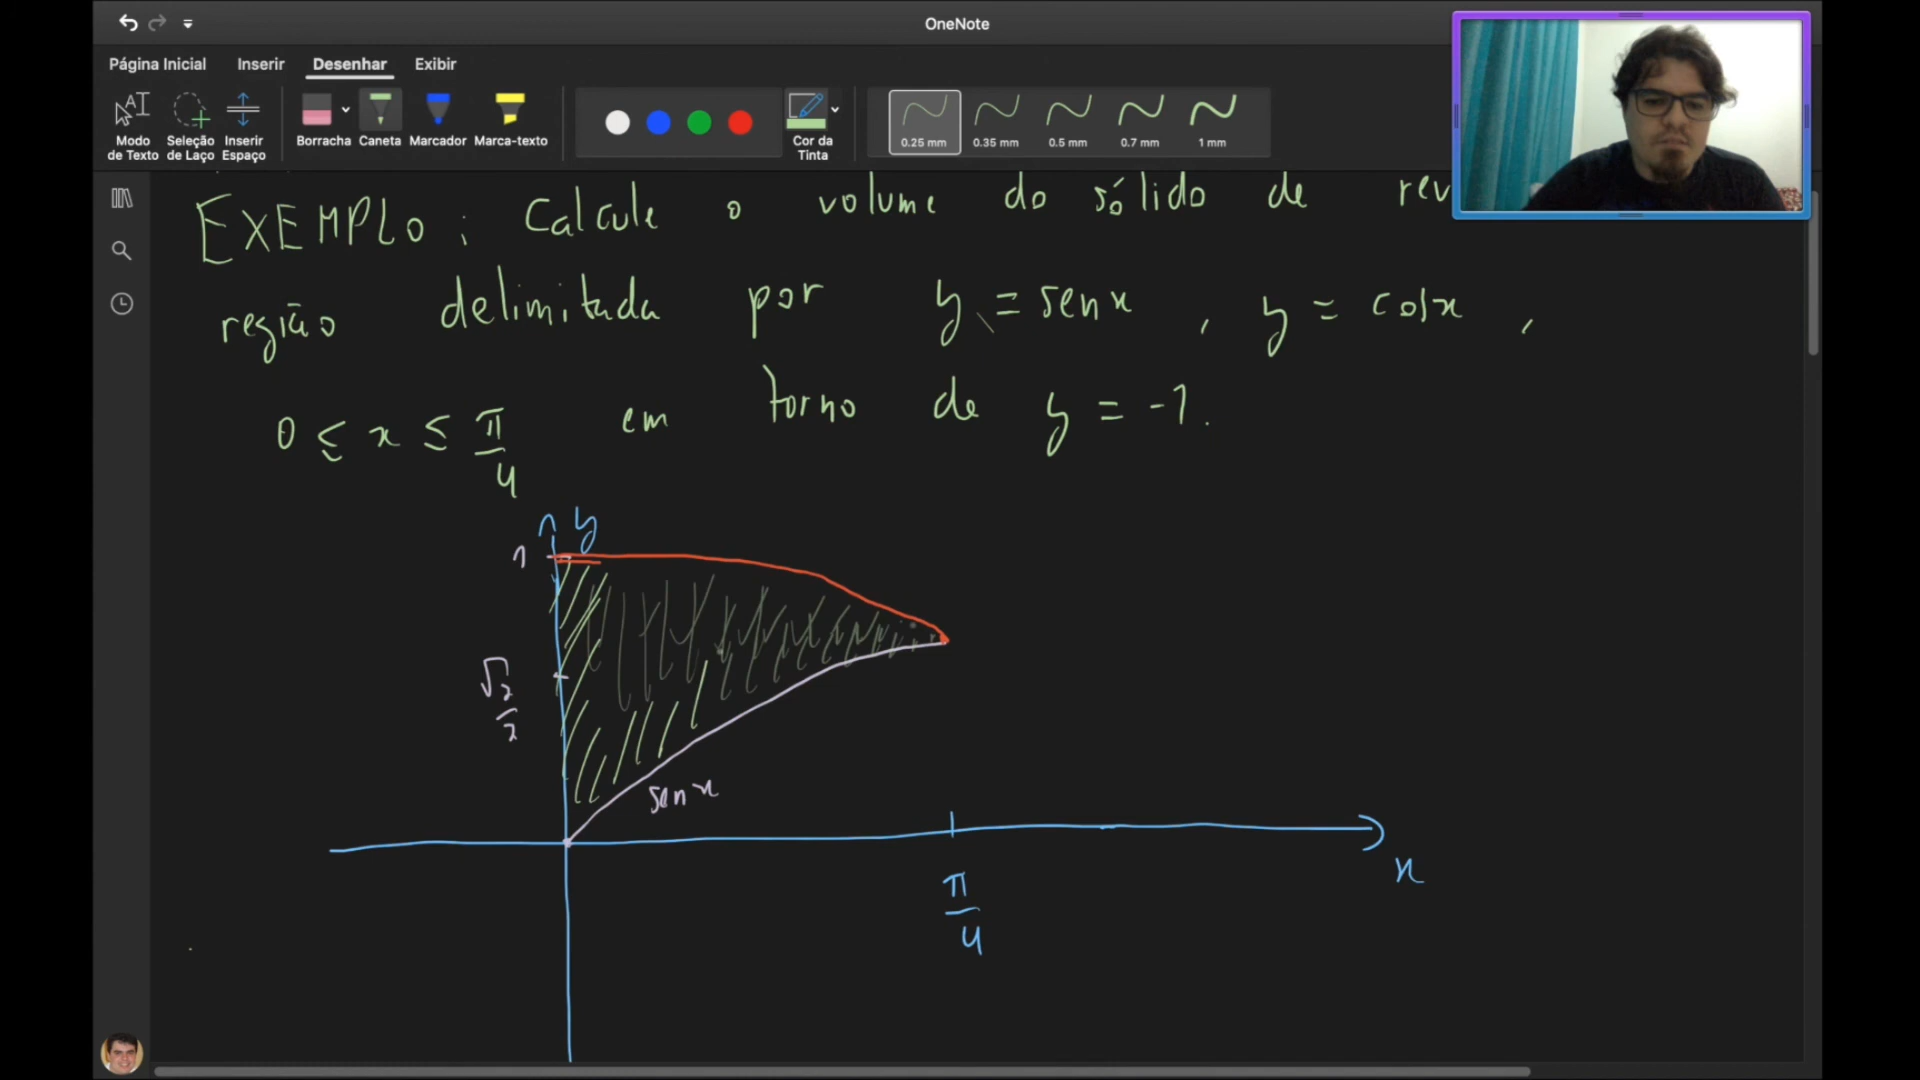 OneNote
Página Inicial Inserir Desenhar Exibir
Modo de Texto
Seleção de Laço
Inserir Espaço
Borracha
Caneta
Marcador
Marca-texto
Cor da Tinta
0.25 mm
0.35 mm
0.5 mm
0.7 mm
1 mm
EXEMPLO: Calcule o volume do sólido de rev
região delimitada por y = sen x , y = cos x ,
0 ≤ x ≤ π/4 em torno de y = -1.
y
1
√2/2
sen x
π/4
x